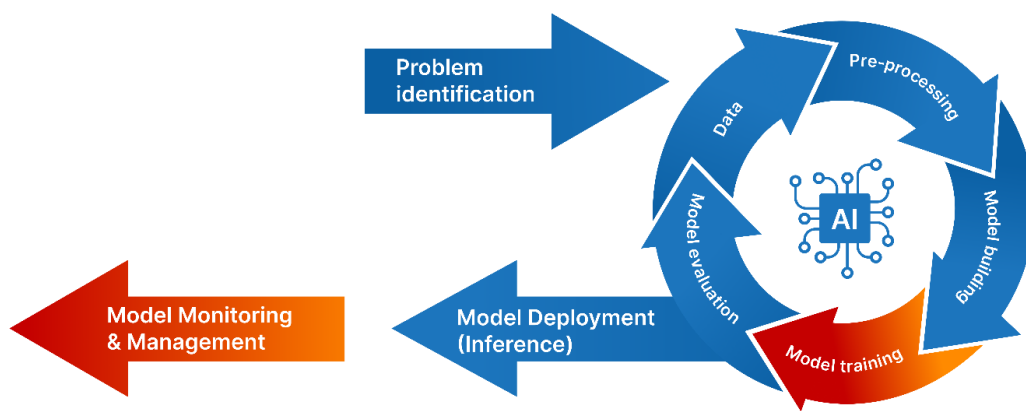 Problem
identification
Data
Pre-processing
Model building
Model training
Model evaluation
AI
Model Deployment
(Inference)
Model Monitoring
& Management